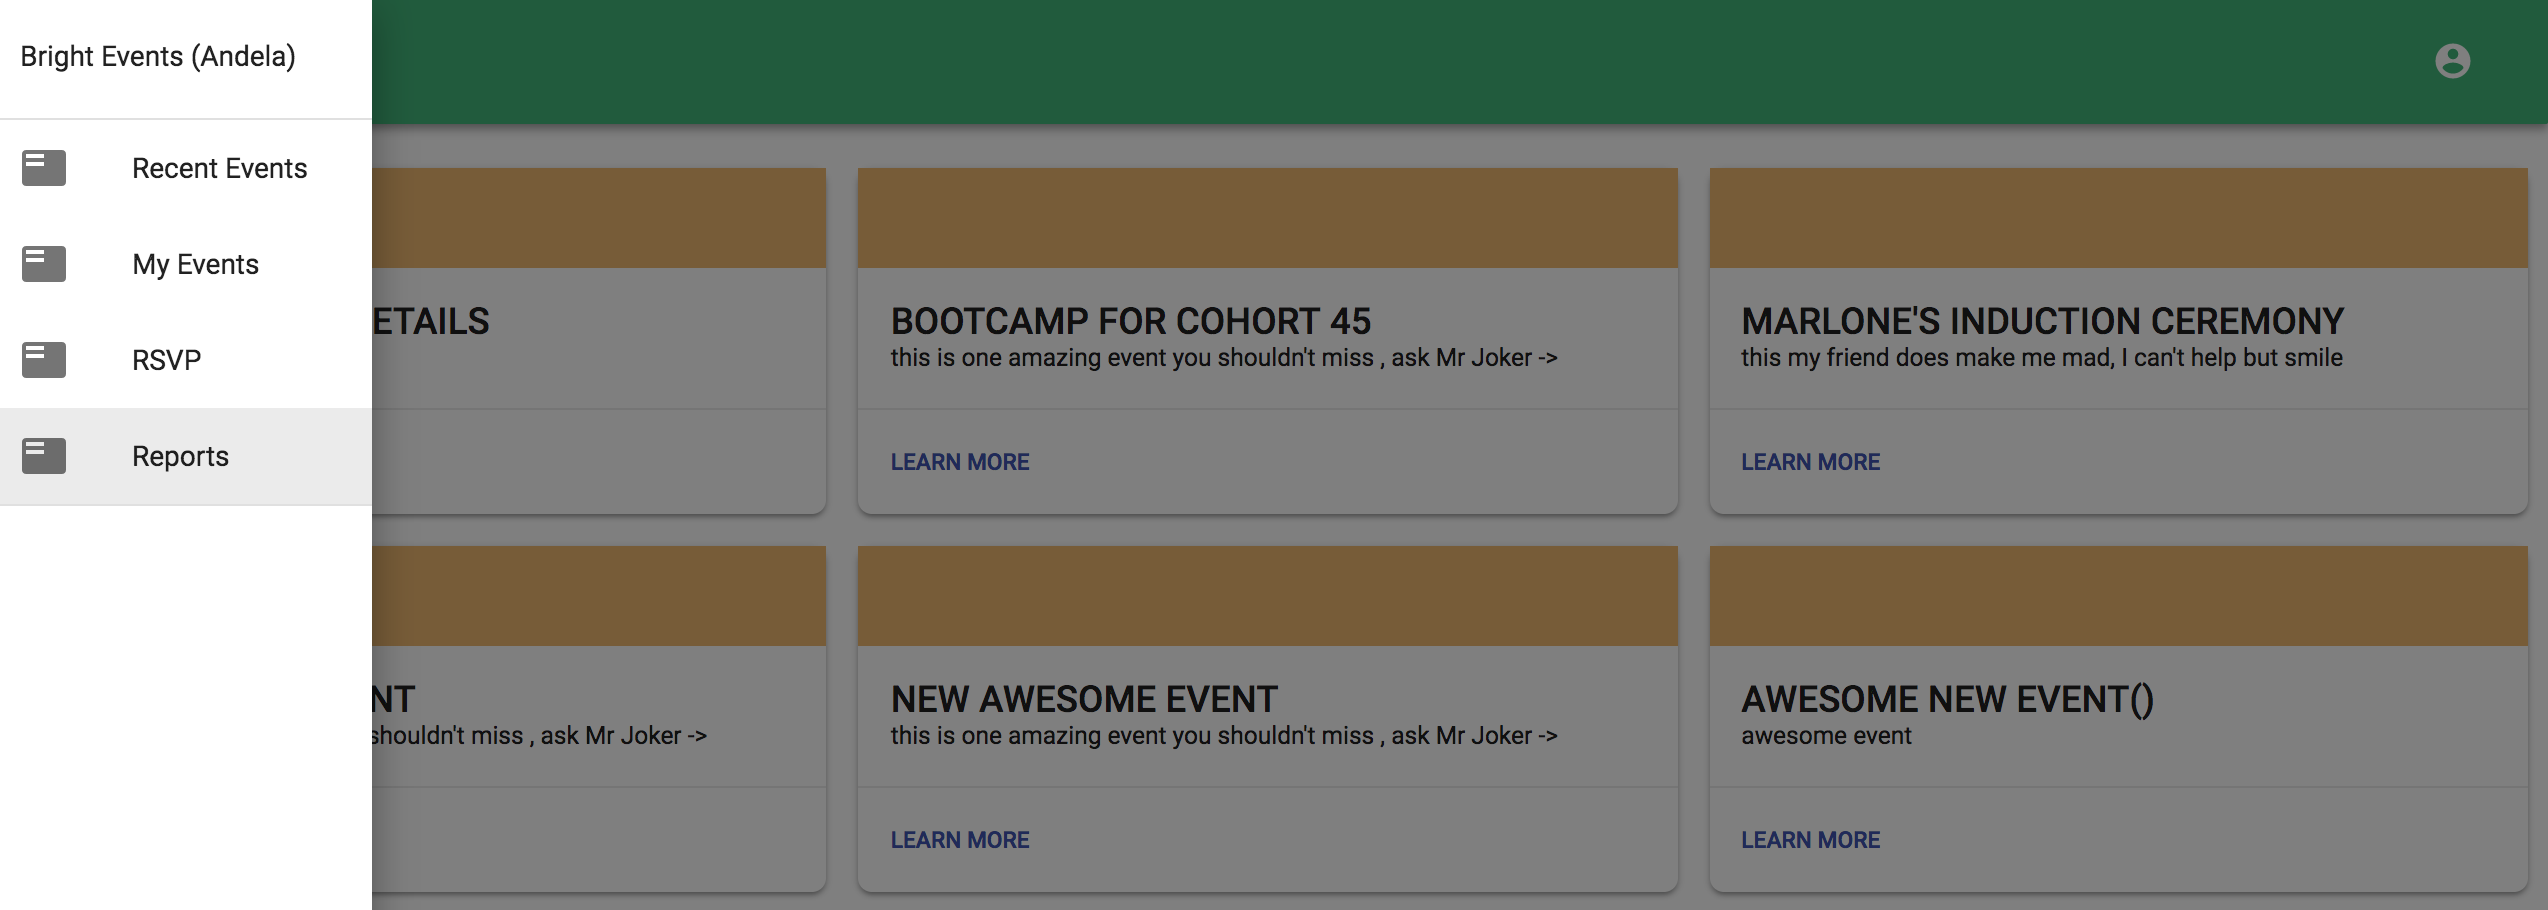 Bright Events (Andela)
Recent Events
My Events
RSVP
Reports
ETAILS
BOOTCAMP FOR COHORT 45
this is one amazing event you shouldn't miss , ask Mr Joker ->
LEARN MORE
MARLONE'S INDUCTION CEREMONY
this my friend does make me mad, I can't help but smile
LEARN MORE
NT
shouldn't miss , ask Mr Joker ->
NEW AWESOME EVENT
this is one amazing event you shouldn't miss , ask Mr Joker ->
LEARN MORE
AWESOME NEW EVENT()
awesome event
LEARN MORE